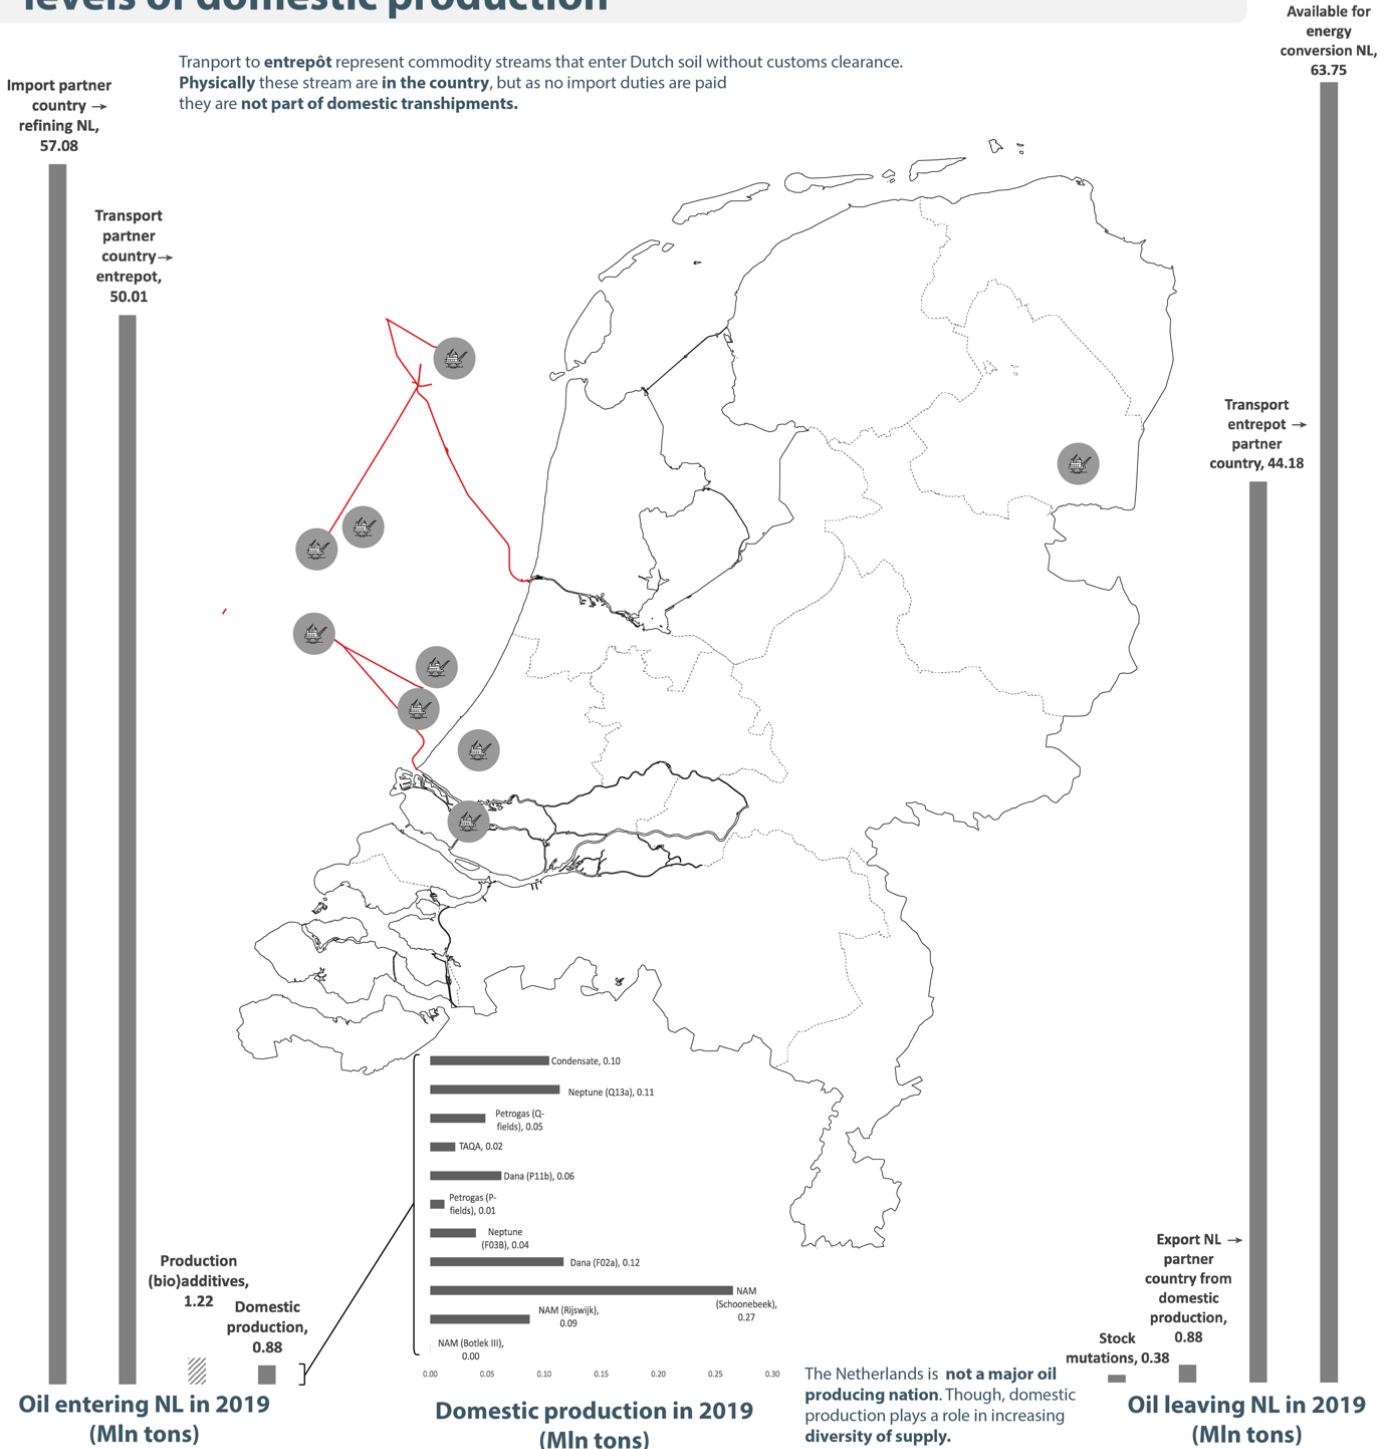 levels of domestic production
Tranport to entrepôt represent commodity streams that enter Dutch soil without customs clearance.
Physically these stream are in the country, but as no import duties are paid
they are not part of domestic transhipments.
Import partner
country →
refining NL,
57.08
Transport
partner
country→
entrepot,
50.01
Production
(bio)additives,
1.22
Domestic
production,
0.88
Oil entering NL in 2019
(Mln tons)
Condensate, 0.10
Neptune (Q13a), 0.11
Petrogas (Q-
fields), 0.05
TAQA, 0.02
Dana (P11b), 0.06
Petrogas (P-
fields), 0.01
Neptune
(F03B), 0.04
Dana (F02a), 0.12
NAM
(Schoonebeek),
0.27
NAM (Rijswijk),
0.09
NAM (Botlek III),
0.00
0.00 0.05 0.10 0.15 0.20 0.25 0.30
Domestic production in 2019
(Mln tons)
The Netherlands is not a major oil
producing nation. Though, domestic
production plays a role in increasing
diversity of supply.
Stock
mutations, 0.38
Export NL →
partner
country from
domestic
production,
0.88
Transport
entrepot →
partner
country, 44.18
Available for
energy
conversion NL,
63.75
Oil leaving NL in 2019
(Mln tons)